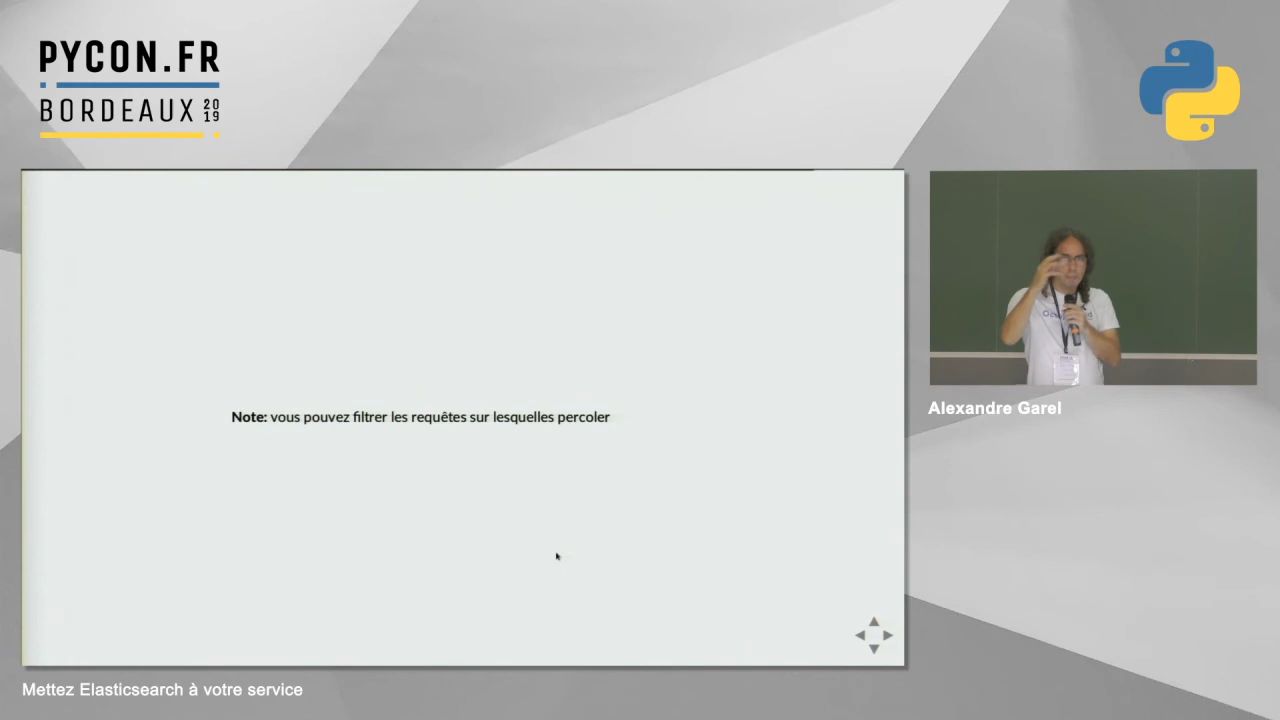 PYCON.FR
BORDEAUX 2019
Note: vous pouvez filtrer les requêtes sur lesquelles percoler
Alexandre Garel
Mettez Elasticsearch à votre service